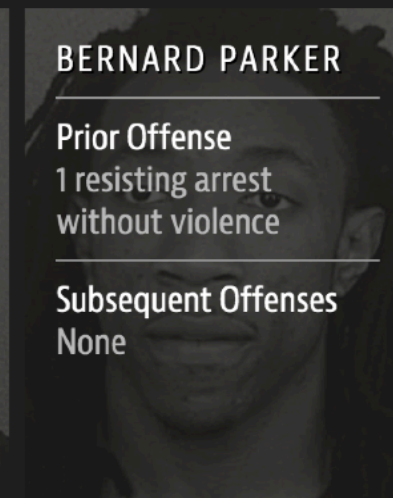 BERNARD PARKER
Prior Offense
1 resisting arrest
without violence
Subsequent Offenses
None